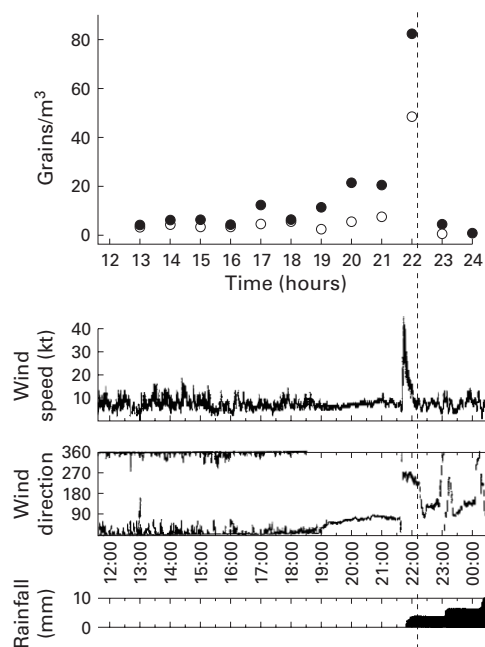 Grains/m³
80
60
40
20
0
12 13 14 15 16 17 18 19 20 21 22 23 24
Time (hours)
Wind
speed (kt)
40
30
20
10
Wind
direction
360
270
180
90
12:00 13:00 14:00 15:00 16:00 17:00 18:00 19:00 20:00 21:00 22:00 23:00 00:00
Rainfall
(mm)
10
0